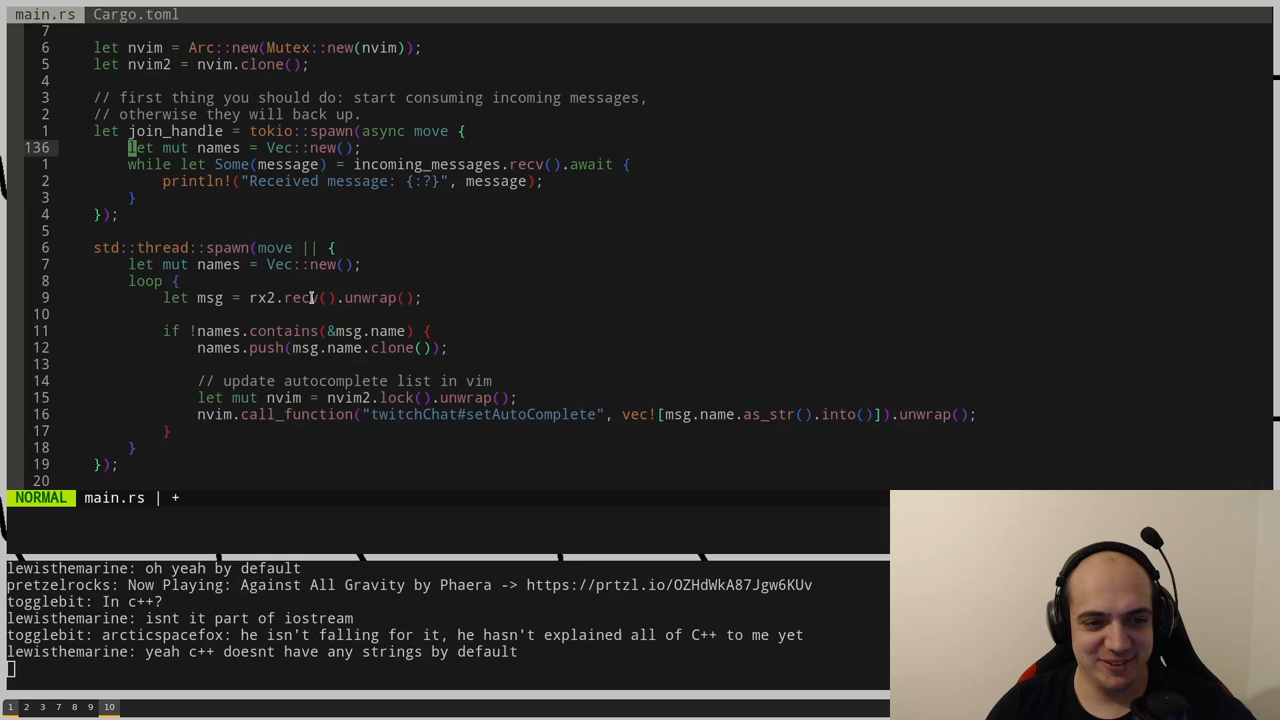 main.rs Cargo.toml
7
6 let nvim = Arc::new(Mutex::new(nvim));
5 let nvim2 = nvim.clone();
4
3 // first thing you should do: start consuming incoming messages,
2 // otherwise they will back up.
1 let join_handle = tokio::spawn(async move {
136 let mut names = Vec::new();
1 while let Some(message) = incoming_messages.recv().await {
2 println!("Received message: {:?}", message);
3 }
4 });
5
6 std::thread::spawn(move || {
7 let mut names = Vec::new();
8 loop {
9 let msg = rx2.recv().unwrap();
10
11 if !names.contains(&msg.name) {
12 names.push(msg.name.clone());
13
14 // update autocomplete list in vim
15 let mut nvim = nvim2.lock().unwrap();
16 nvim.call_function("twitchChat#setAutoComplete", vec![msg.name.as_str().into()]).unwrap();
17 }
18 }
19 });
20
NORMAL main.rs | +
lewisthemarine: oh yeah by default
pretzelrocks: Now Playing: Against All Gravity by Phaera -> https://prtzl.io/OZHdWkA87Jgw6KUv
togglebit: In c++?
lewisthemarine: isnt it part of iostream
togglebit: arcticspacefox: he isn't falling for it, he hasn't explained all of C++ to me yet
lewisthemarine: yeah c++ doesnt have any strings by default
1 2 3 7 8 9 10